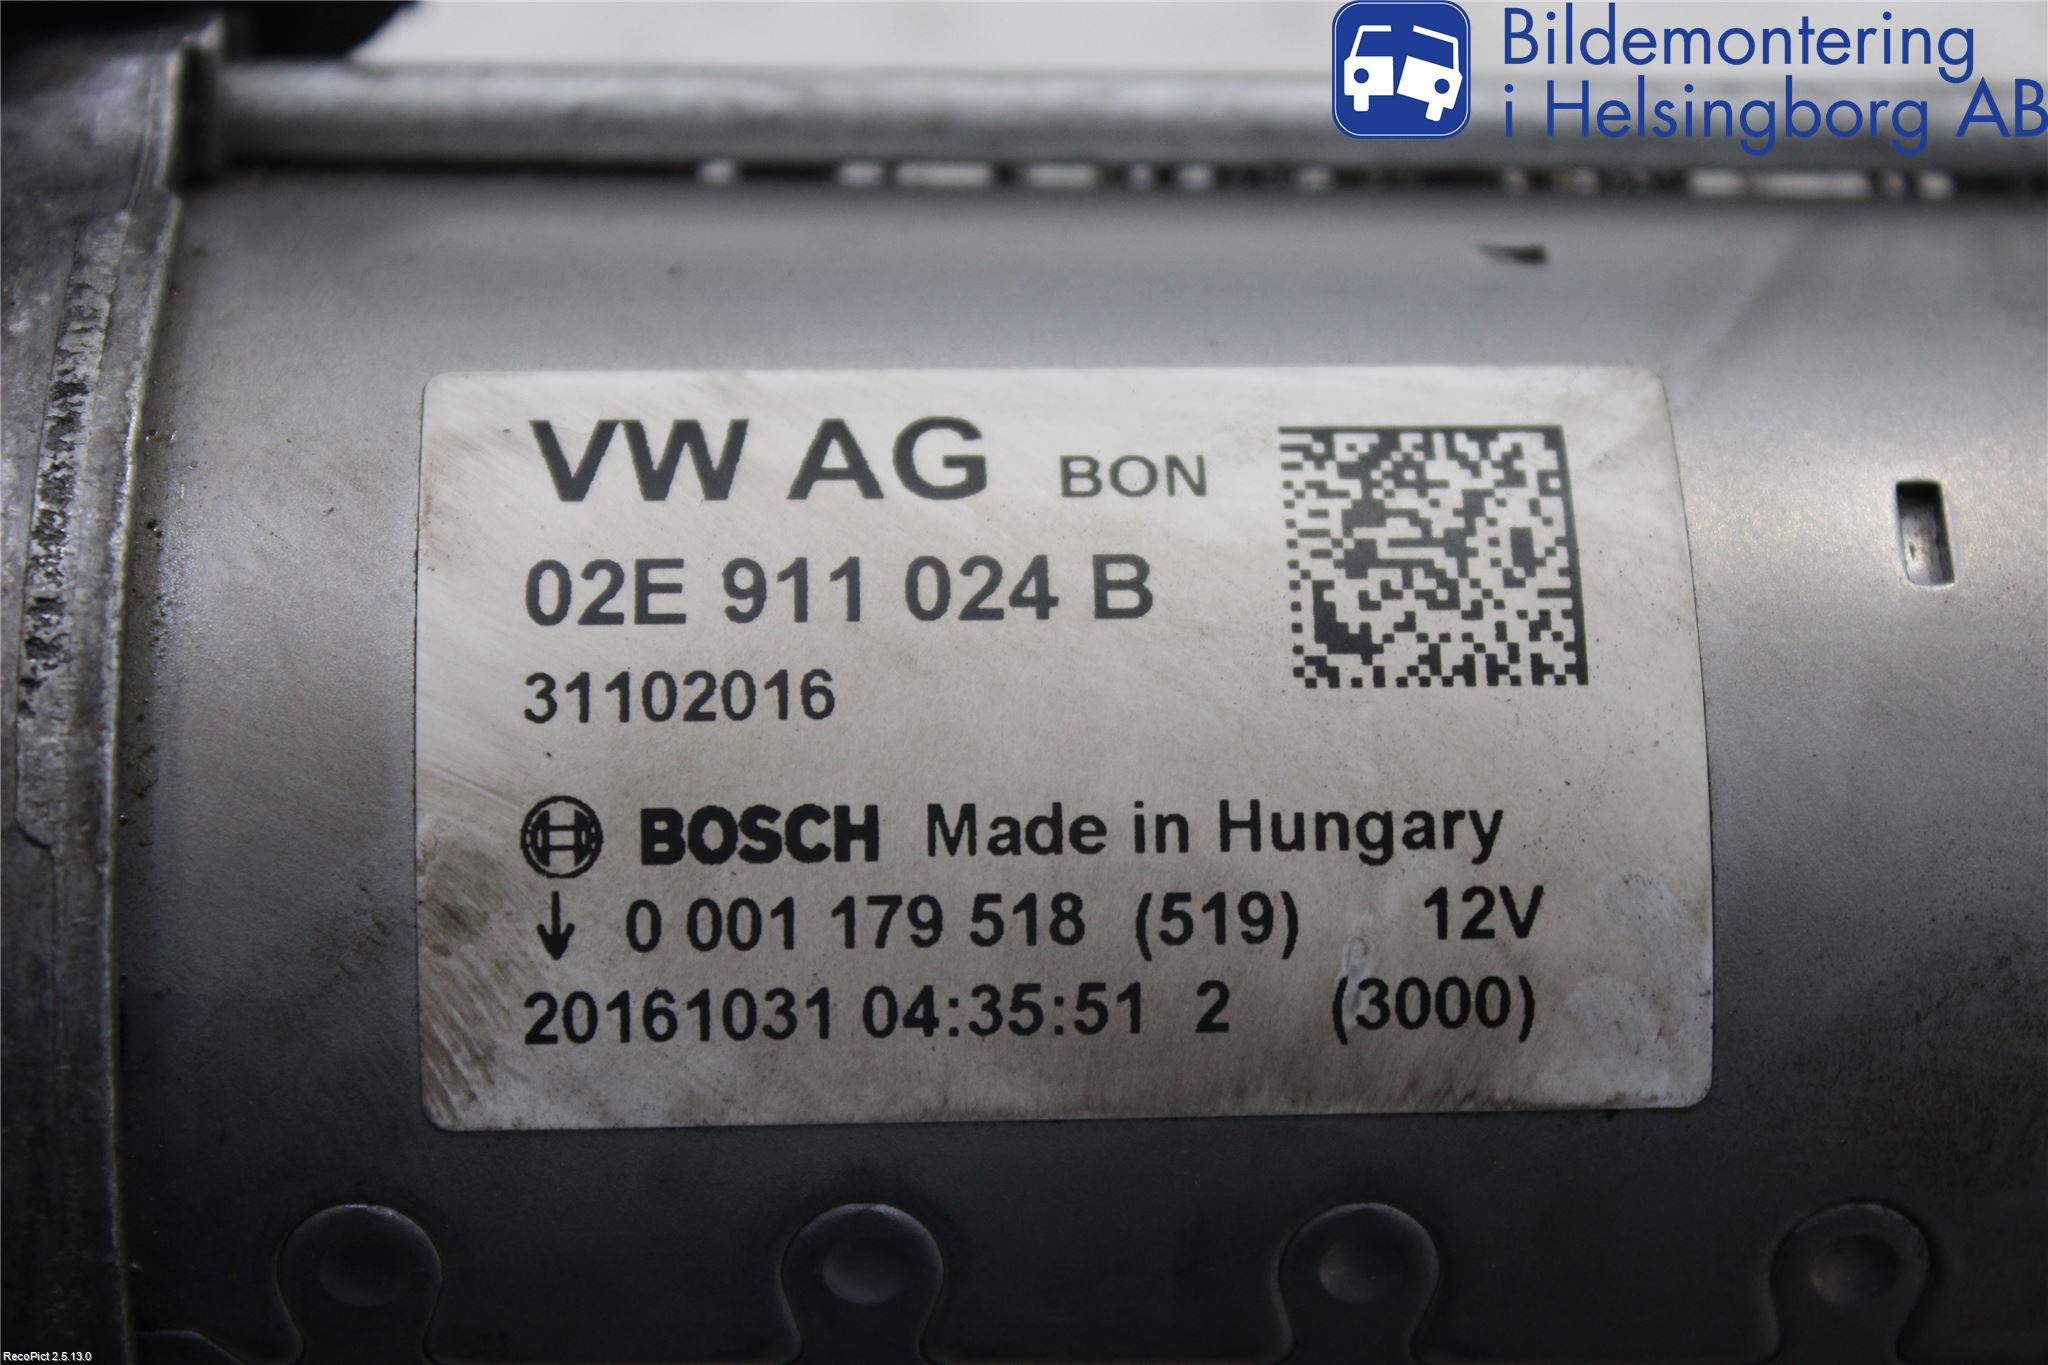 Bildemontering
i Helsingborg AB
VW AG BON
02E 911 024 B
31102016
BOSCH Made in Hungary
↓ 0 001 179 518 (519) 12V
20161031 04:35:51 2 (3000)
RecoPict 2.5.13.0